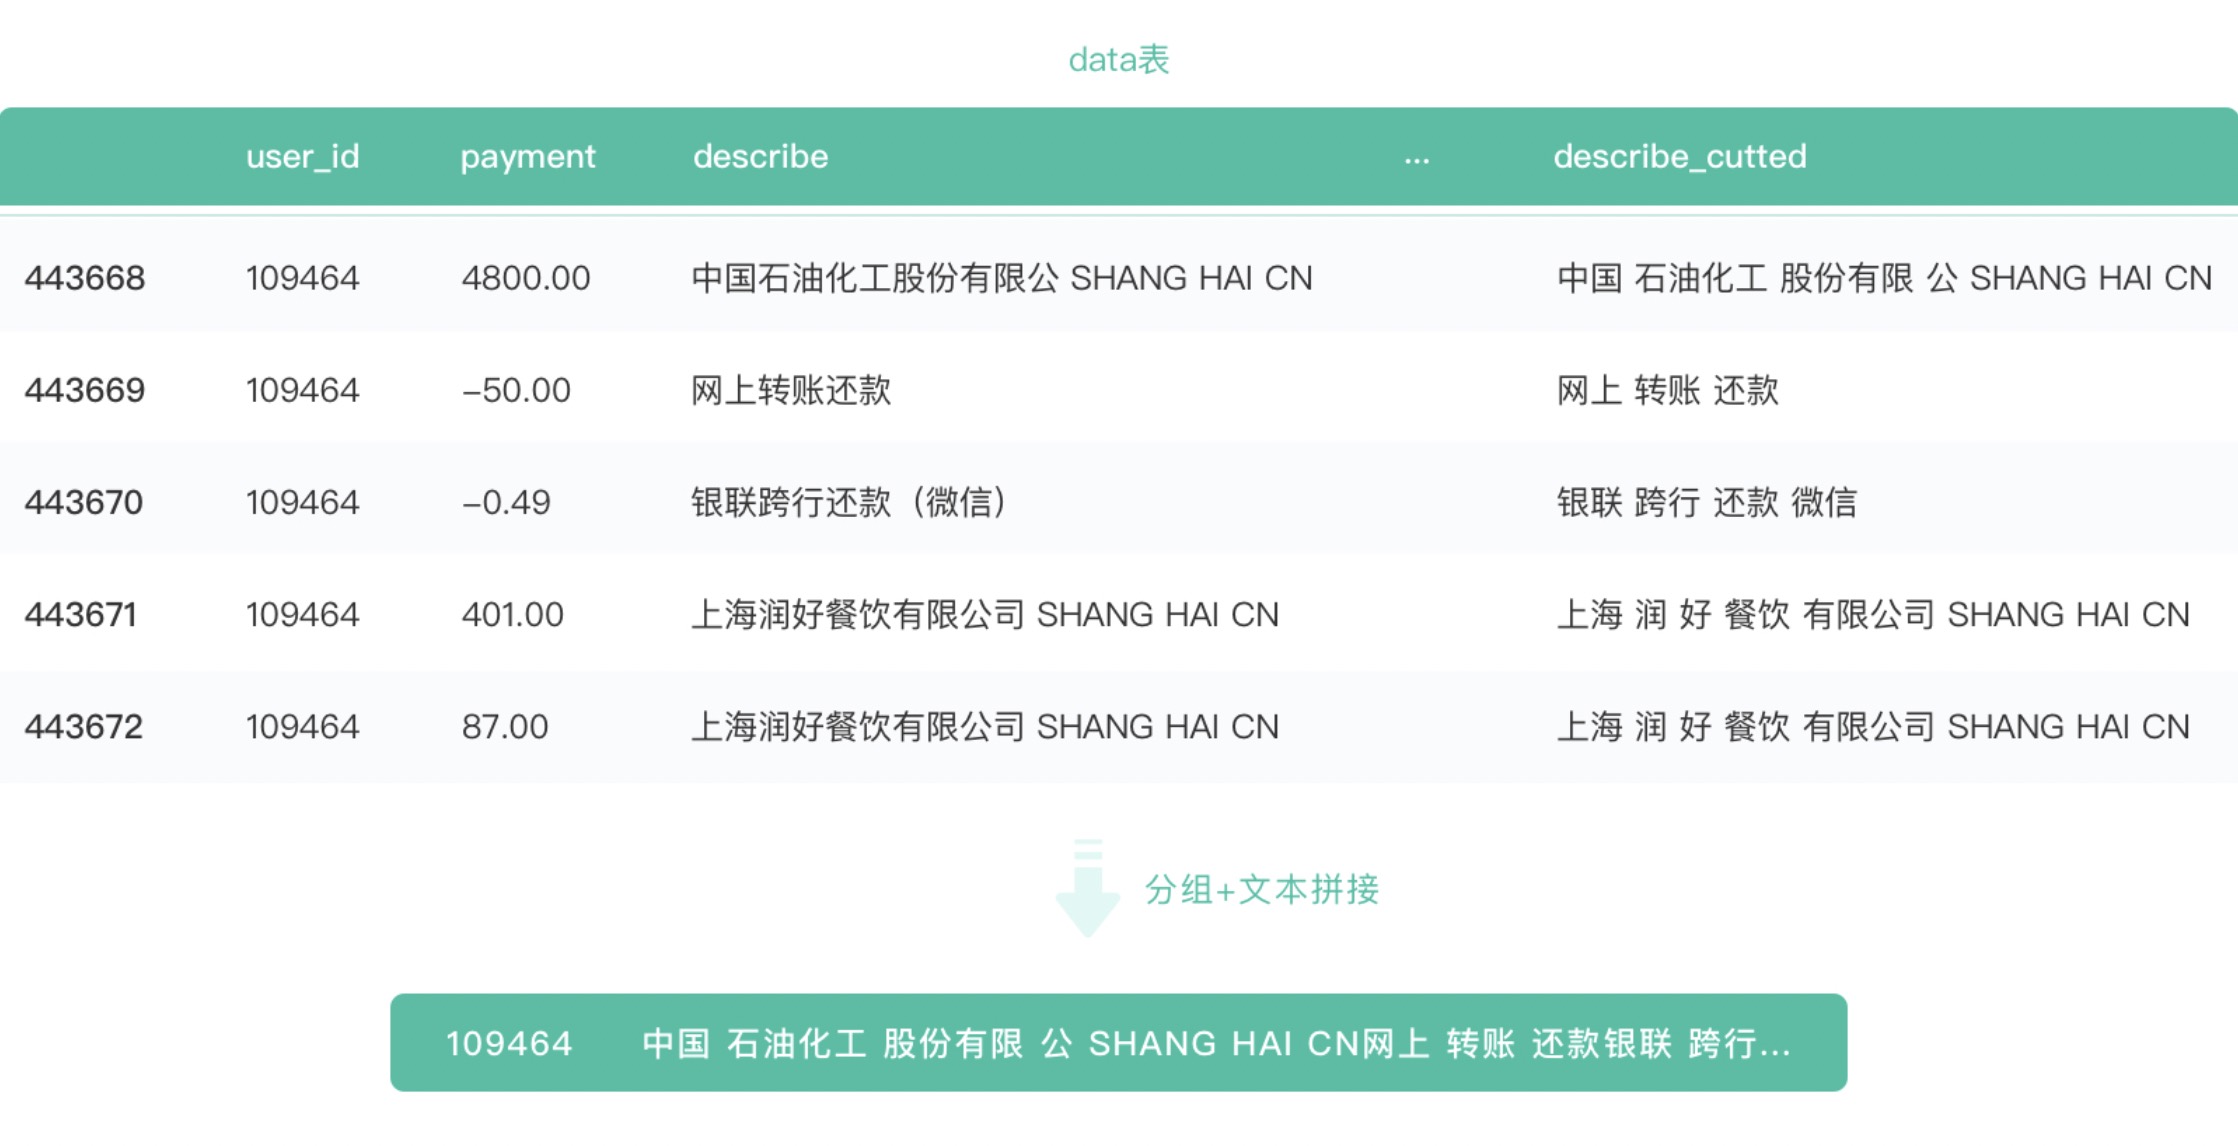 data表
user_id payment describe ... describe_cutted
443668 109464 4800.00 中国石油化工股份有限公 SHANG HAI CN 中国 石油化工 股份有限 公 SHANG HAI CN
443669 109464 −50.00 网上转账还款 网上 转账 还款
443670 109464 −0.49 银联跨行还款（微信） 银联 跨行 还款 微信
443671 109464 401.00 上海润好餐饮有限公司 SHANG HAI CN 上海 润 好 餐饮 有限公司 SHANG HAI CN
443672 109464 87.00 上海润好餐饮有限公司 SHANG HAI CN 上海 润 好 餐饮 有限公司 SHANG HAI CN
分组+文本拼接
109464 中国 石油化工 股份有限 公 SHANG HAI CN网上 转账 还款银联 跨行...